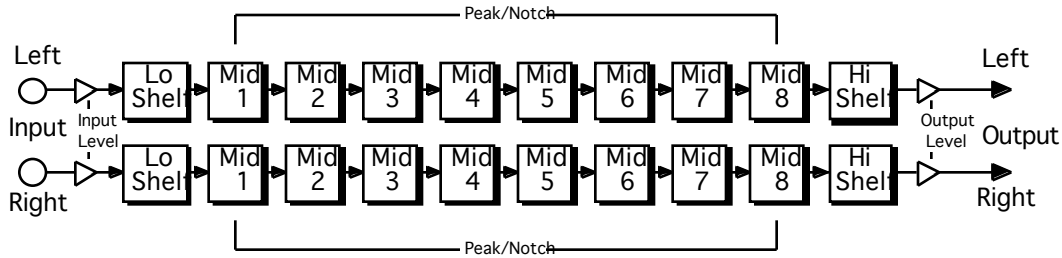 Peak/Notch
Left
Lo Shelf
Mid 1
Mid 2
Mid 3
Mid 4
Mid 5
Mid 6
Mid 7
Mid 8
Hi Shelf
Left
Input
Input Level
Output Level
Output
Lo Shelf
Mid 1
Mid 2
Mid 3
Mid 4
Mid 5
Mid 6
Mid 7
Mid 8
Hi Shelf
Right
Right
Peak/Notch